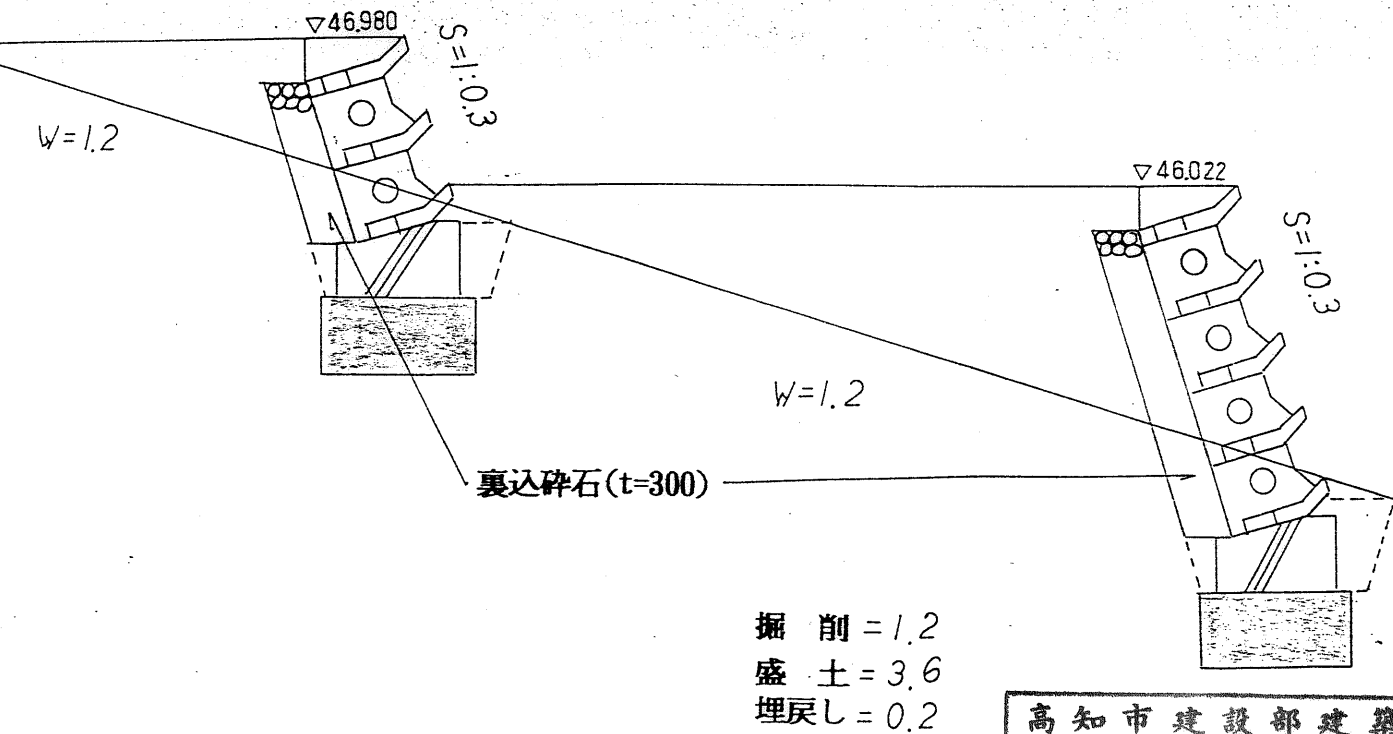 ▽46.980
S=1:0.3
W=1.2
▽46.022
S=1:0.3
W=1.2
裏込砕石(t=300)
掘 削 = 1.2
盛 土 = 3.6
埋戻し = 0.2
高知市建設部建築